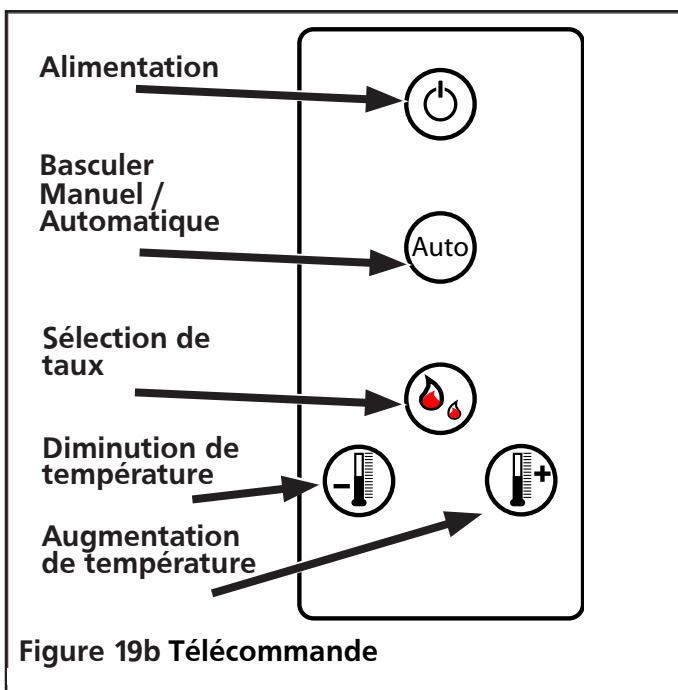 Alimentation
Basculer
Manuel /
Automatique
Auto
Sélection de
taux
Diminution de
température
–
+
Augmentation
de température
Figure 19b Télécommande